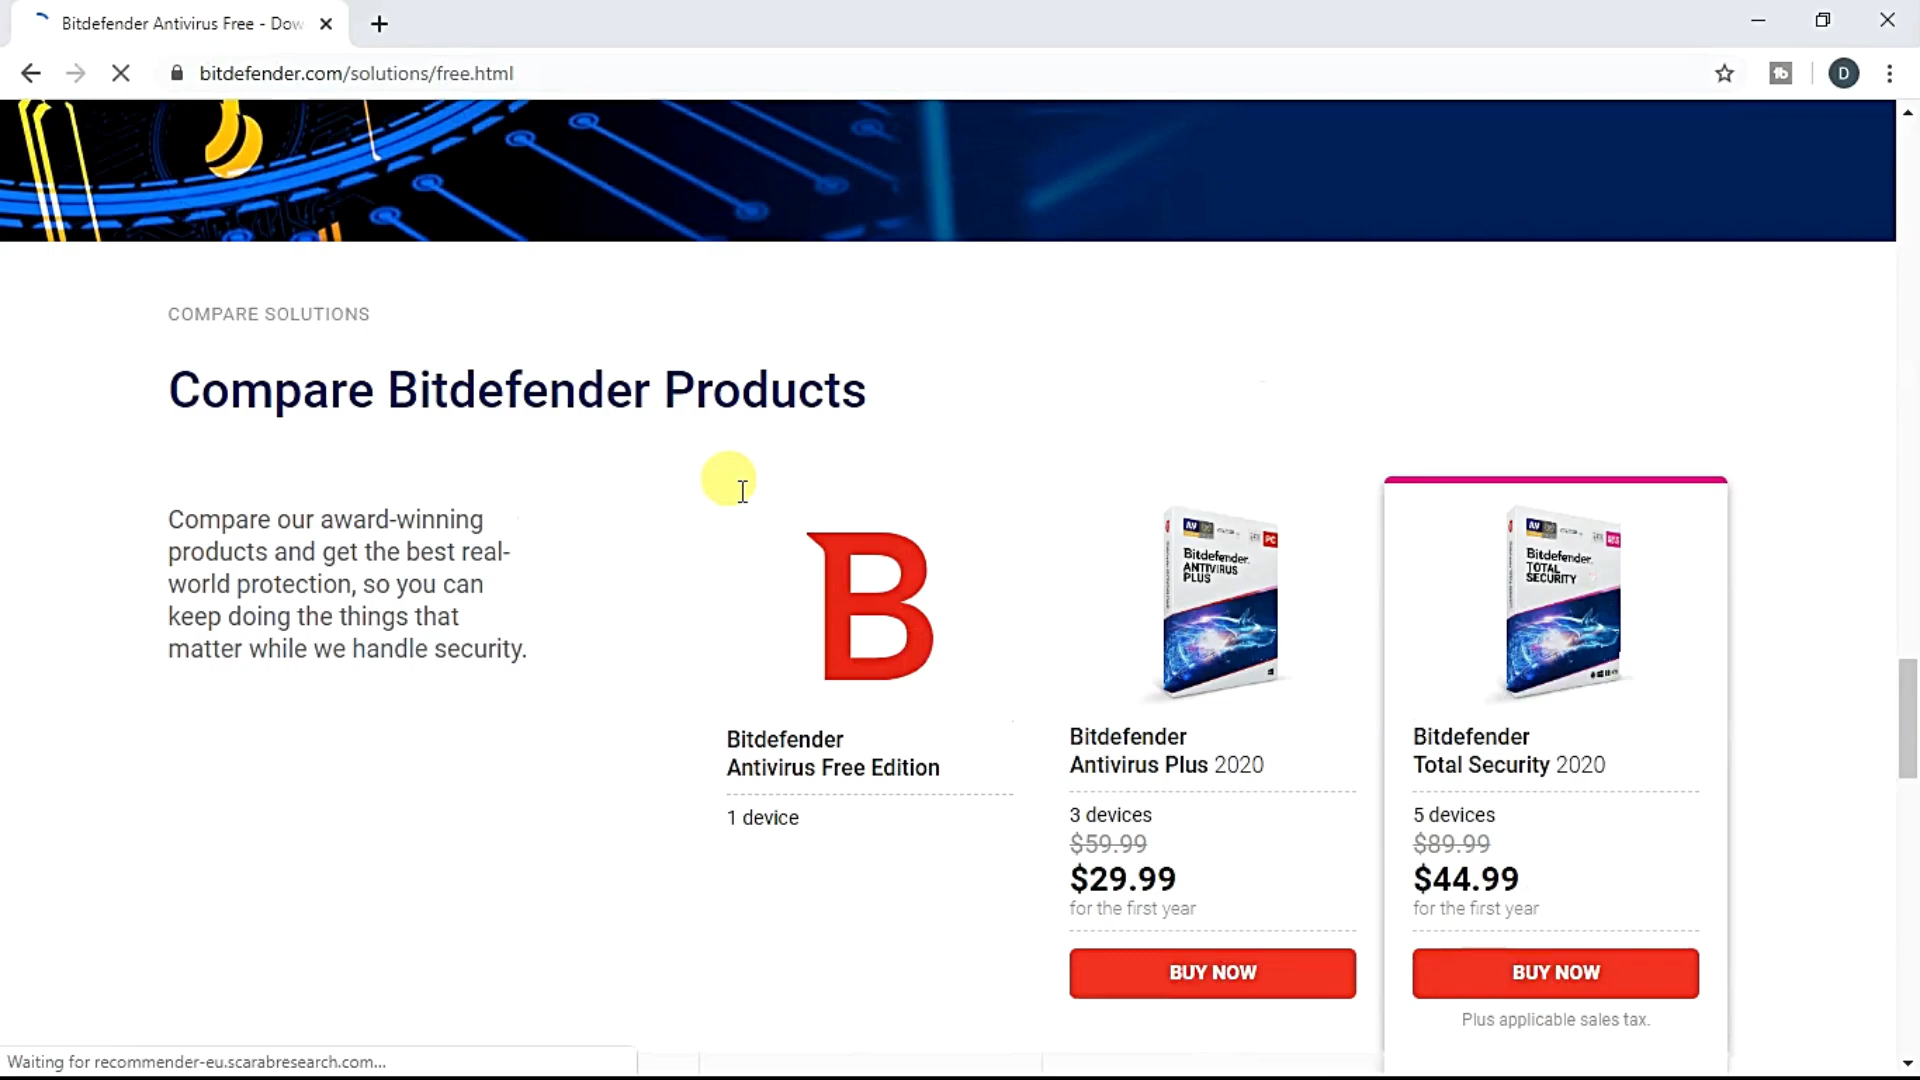 Bitdefender Antivirus Free - Dow
bitdefender.com/solutions/free.html
D
COMPARE SOLUTIONS
Compare Bitdefender Products
Compare our award-winning
products and get the best real-
world protection, so you can
keep doing the things that
matter while we handle security.
B
Bitdefender
Antivirus Free Edition
1 device
Bitdefender
ANTIVIRUS
PLUS
PC
Bitdefender
Antivirus Plus 2020
3 devices
$59.99
$29.99
for the first year
BUY NOW
Bitdefender
TOTAL
SECURITY
Bitdefender
Total Security 2020
5 devices
$89.99
$44.99
for the first year
BUY NOW
Plus applicable sales tax.
Waiting for recommender-eu.scarabresearch.com...